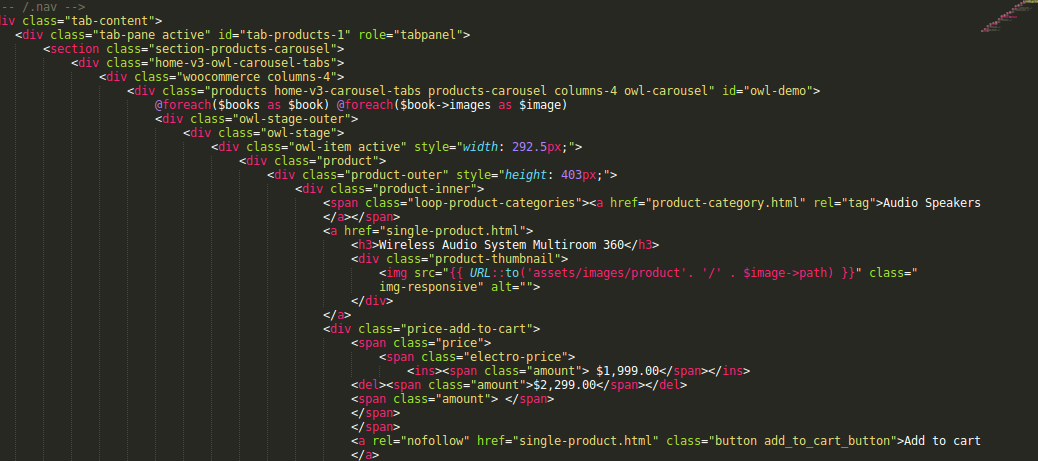 -- /.nav -->
iv class="tab-content">
<div class="tab-pane active" id="tab-products-1" role="tabpanel">
<section class="section-products-carousel">
<div class="home-v3-owl-carousel-tabs">
<div class="woocommerce columns-4">
<div class="products home-v3-carousel-tabs products-carousel columns-4 owl-carousel" id="owl-demo">
@foreach($books as $book) @foreach($book->images as $image)
<div class="owl-stage-outer">
<div class="owl-stage">
<div class="owl-item active" style="width: 292.5px;">
<div class="product">
<div class="product-outer" style="height: 403px;">
<div class="product-inner">
<span class="loop-product-categories"><a href="product-category.html" rel="tag">Audio Speakers
</a></span>
<a href="single-product.html">
<h3>Wireless Audio System Multiroom 360</h3>
<div class="product-thumbnail">
<img src="{{ URL::to('assets/images/product'. '/' . $image->path) }}" class="
img-responsive" alt="">
</div>
</a>
<div class="price-add-to-cart">
<span class="price">
<span class="electro-price">
<ins><span class="amount"> $1,999.00</span></ins>
<del><span class="amount">$2,299.00</span></del>
<span class="amount"> </span>
</span>
</span>
<a rel="nofollow" href="single-product.html" class="button add_to_cart_button">Add to cart
</a>